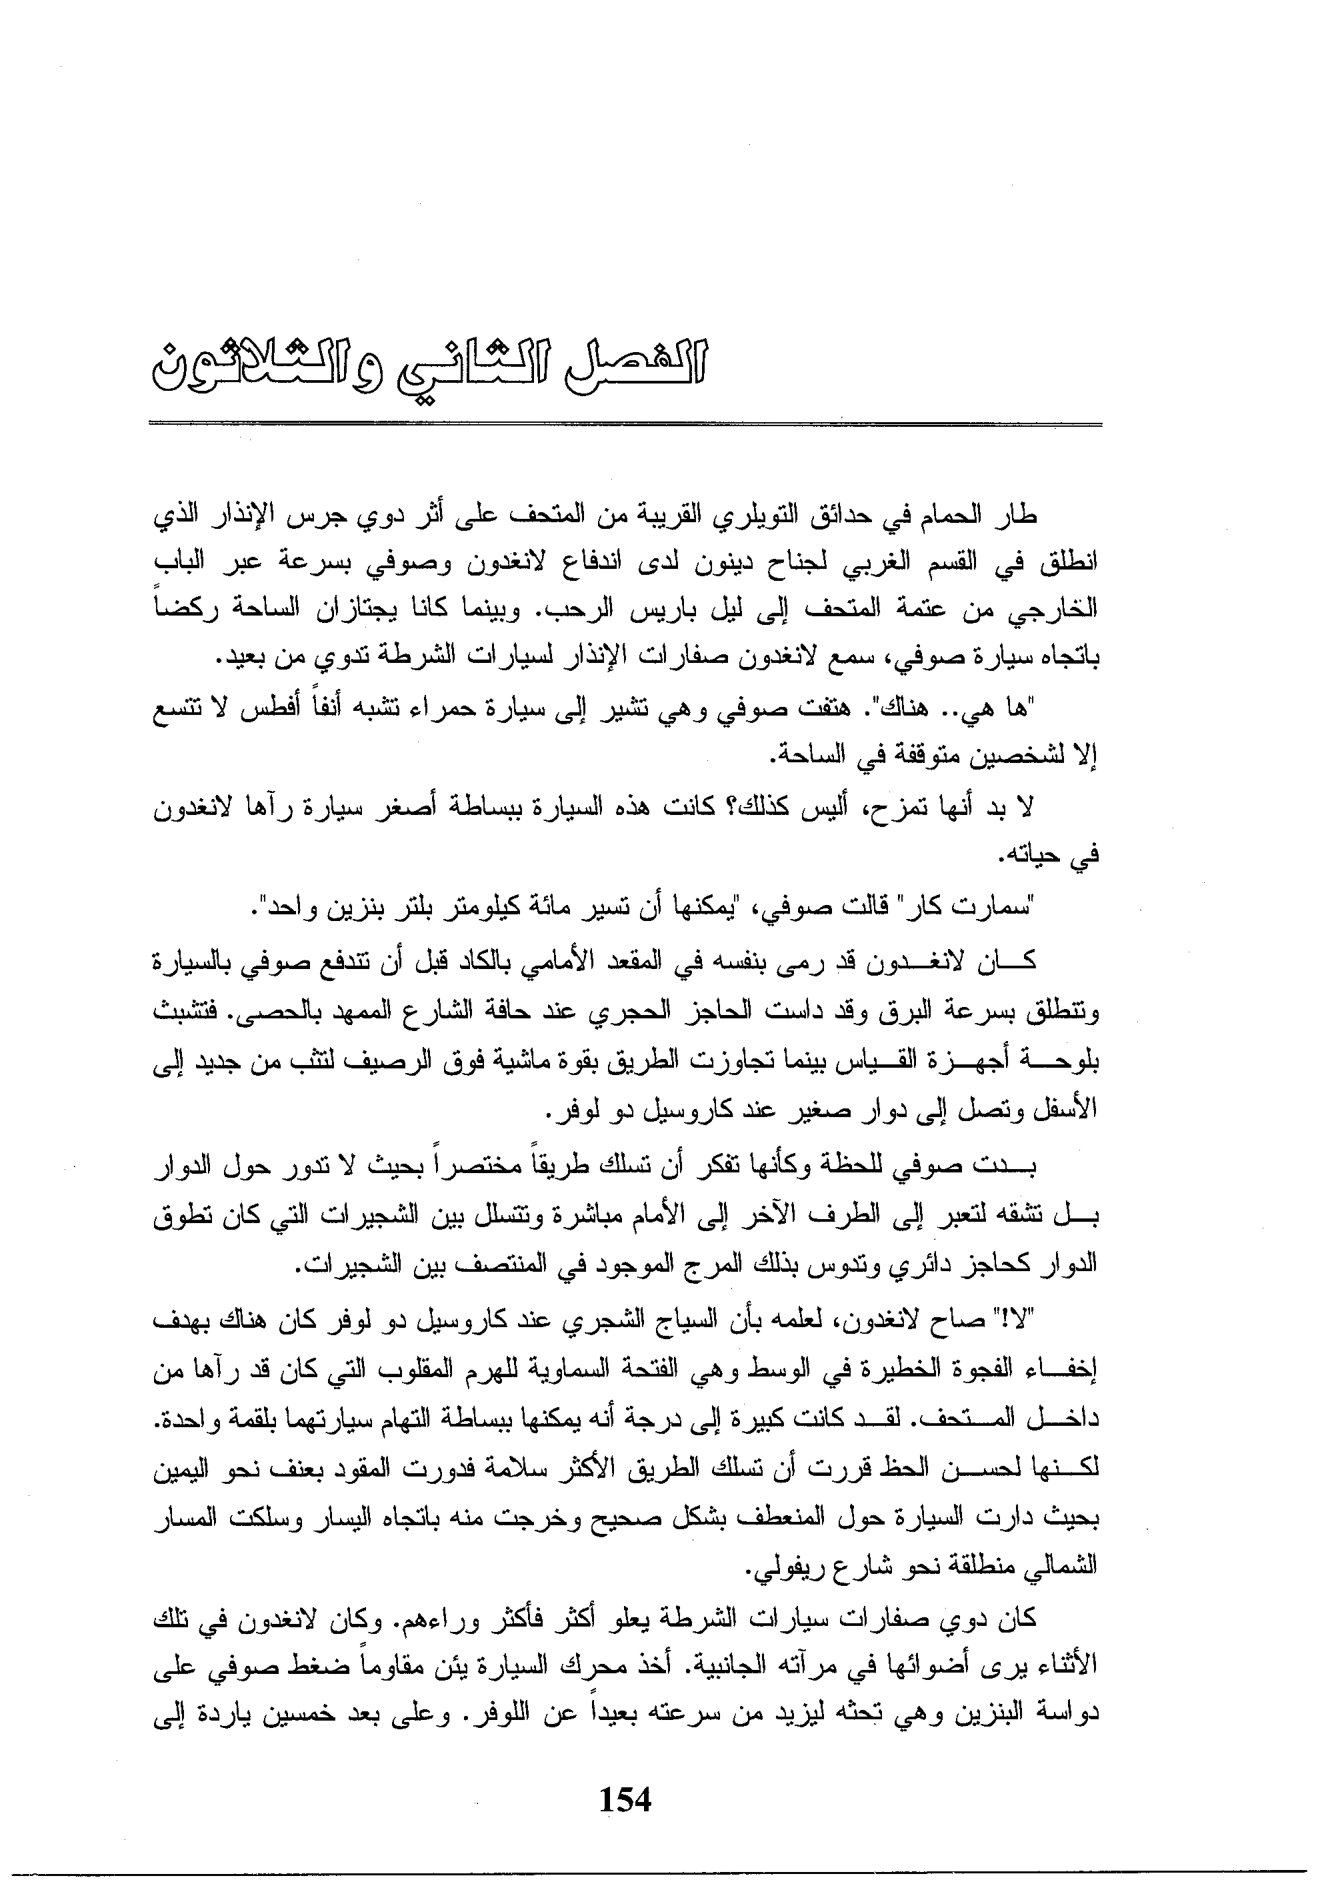 الفصل الثاني والثلاثون
طار الحمام في حدائق التويلري القريبة من المتحف على أثر دوي جرس الإنذار الذي
انطلق في القسم الغربي لجناح دينون لدى اندفاع لانغدون وصوفي بسرعة عبر الباب
الخارجي من عتمة المتحف إلى ليل باريس الرحب. وبينما كانا يجتازان الساحة ركضاً
باتجاه سيارة صوفي، سمع لانغدون صفارات الإنذار لسيارات الشرطة تدوي من بعيد.
"ها هي.. هناك". هتفت صوفي وهي تشير إلى سيارة حمراء تشبه أنفاً أفطس لا تتسع
إلا لشخصين متوقفة في الساحة.
لا بد أنها تمزح، أليس كذلك؟ كانت هذه السيارة ببساطة أصغر سيارة رآها لانغدون
في حياته.
"سمارت كار" قالت صوفي، "يمكنها أن تسير مائة كيلومتر بلتر بنزين واحد".
كان لانغدون قد رمى بنفسه في المقعد الأمامي بالكاد قبل أن تندفع صوفي بالسيارة
وتتطلق بسرعة البرق وقد داست الحاجز الحجري عند حافة الشارع الممهد بالحصى. فتشبث
بلوحة أجهزة القياس بينما تجاوزت الطريق بقوة ماشية فوق الرصيف لتثب من جديد إلى
الأسفل وتصل إلى دوار صغير عند كاروسيل دو لوفر.
بدت صوفي للحظة وكأنها تفكر أن تسلك طريقاً مختصراً بحيث لا تدور حول الدوار
بل تشقه لتعبر إلى الطرف الآخر إلى الأمام مباشرة وتتسلل بين الشجيرات التي كان تطوق
الدوار كحاجز دائري وتدوس بذلك المرج الموجود في المنتصف بين الشجيرات.
"لا!" صاح لانغدون، لعلمه بأن السياج الشجري عند كاروسيل دو لوفر كان هناك بهدف
إخفاء الفجوة الخطيرة في الوسط وهي الفتحة السماوية للهرم المقلوب التي كان قد رآها من
داخل المتحف. لقد كانت كبيرة إلى درجة أنه يمكنها ببساطة التهام سيارتهما بلقمة واحدة.
لكنها لحسن الحظ قررت أن تسلك الطريق الأكثر سلامة فدورت المقود بعنف نحو اليمين
بحيث دارت السيارة حول المنعطف بشكل صحيح وخرجت منه باتجاه اليسار وسلكت المسار
الشمالي منطلقة نحو شارع ريفولي.
كان دوي صفارات سيارات الشرطة يعلو أكثر فأكثر وراءهم. وكان لانغدون في تلك
الأثناء يرى أضوائها في مرآته الجانبية. أخذ محرك السيارة يئن مقاوماً ضغط صوفي على
دواسة البنزين وهي تحثه ليزيد من سرعته بعيداً عن اللوفر. وعلى بعد خمسين ياردة إلى
154